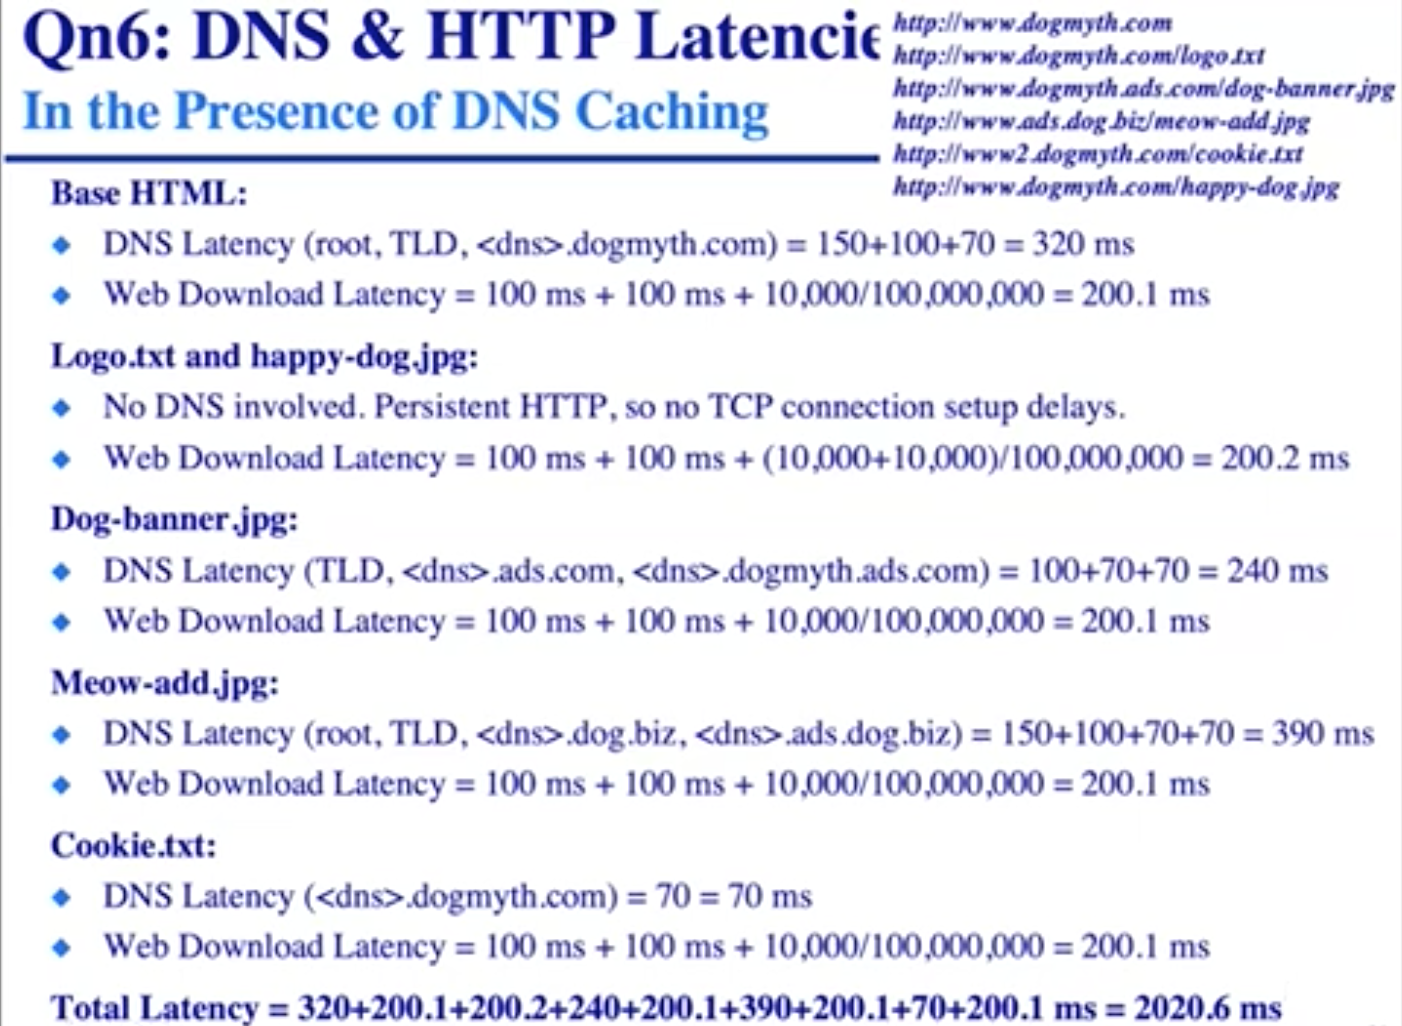 Qn6: DNS & HTTP Latencie
In the Presence of DNS Caching
http://www.dogmyth.com
http://www.dogmyth.com/logo.txt
http://www.dogmyth.ads.com/dog-banner.jpg
http://www.ads.dog.biz/meow-add.jpg
http://www2.dogmyth.com/cookie.txt
http://www.dogmyth.com/happy-dog.jpg
Base HTML:
◆ DNS Latency (root, TLD, <dns>.dogmyth.com) = 150+100+70 = 320 ms
◆ Web Download Latency = 100 ms + 100 ms + 10,000/100,000,000 = 200.1 ms
Logo.txt and happy-dog.jpg:
◆ No DNS involved. Persistent HTTP, so no TCP connection setup delays.
◆ Web Download Latency = 100 ms + 100 ms + (10,000+10,000)/100,000,000 = 200.2 ms
Dog-banner.jpg:
◆ DNS Latency (TLD, <dns>.ads.com, <dns>.dogmyth.ads.com) = 100+70+70 = 240 ms
◆ Web Download Latency = 100 ms + 100 ms + 10,000/100,000,000 = 200.1 ms
Meow-add.jpg:
◆ DNS Latency (root, TLD, <dns>.dog.biz, <dns>.ads.dog.biz) = 150+100+70+70 = 390 ms
◆ Web Download Latency = 100 ms + 100 ms + 10,000/100,000,000 = 200.1 ms
Cookie.txt:
◆ DNS Latency (<dns>.dogmyth.com) = 70 = 70 ms
◆ Web Download Latency = 100 ms + 100 ms + 10,000/100,000,000 = 200.1 ms
Total Latency = 320+200.1+200.2+240+200.1+390+200.1+70+200.1 ms = 2020.6 ms